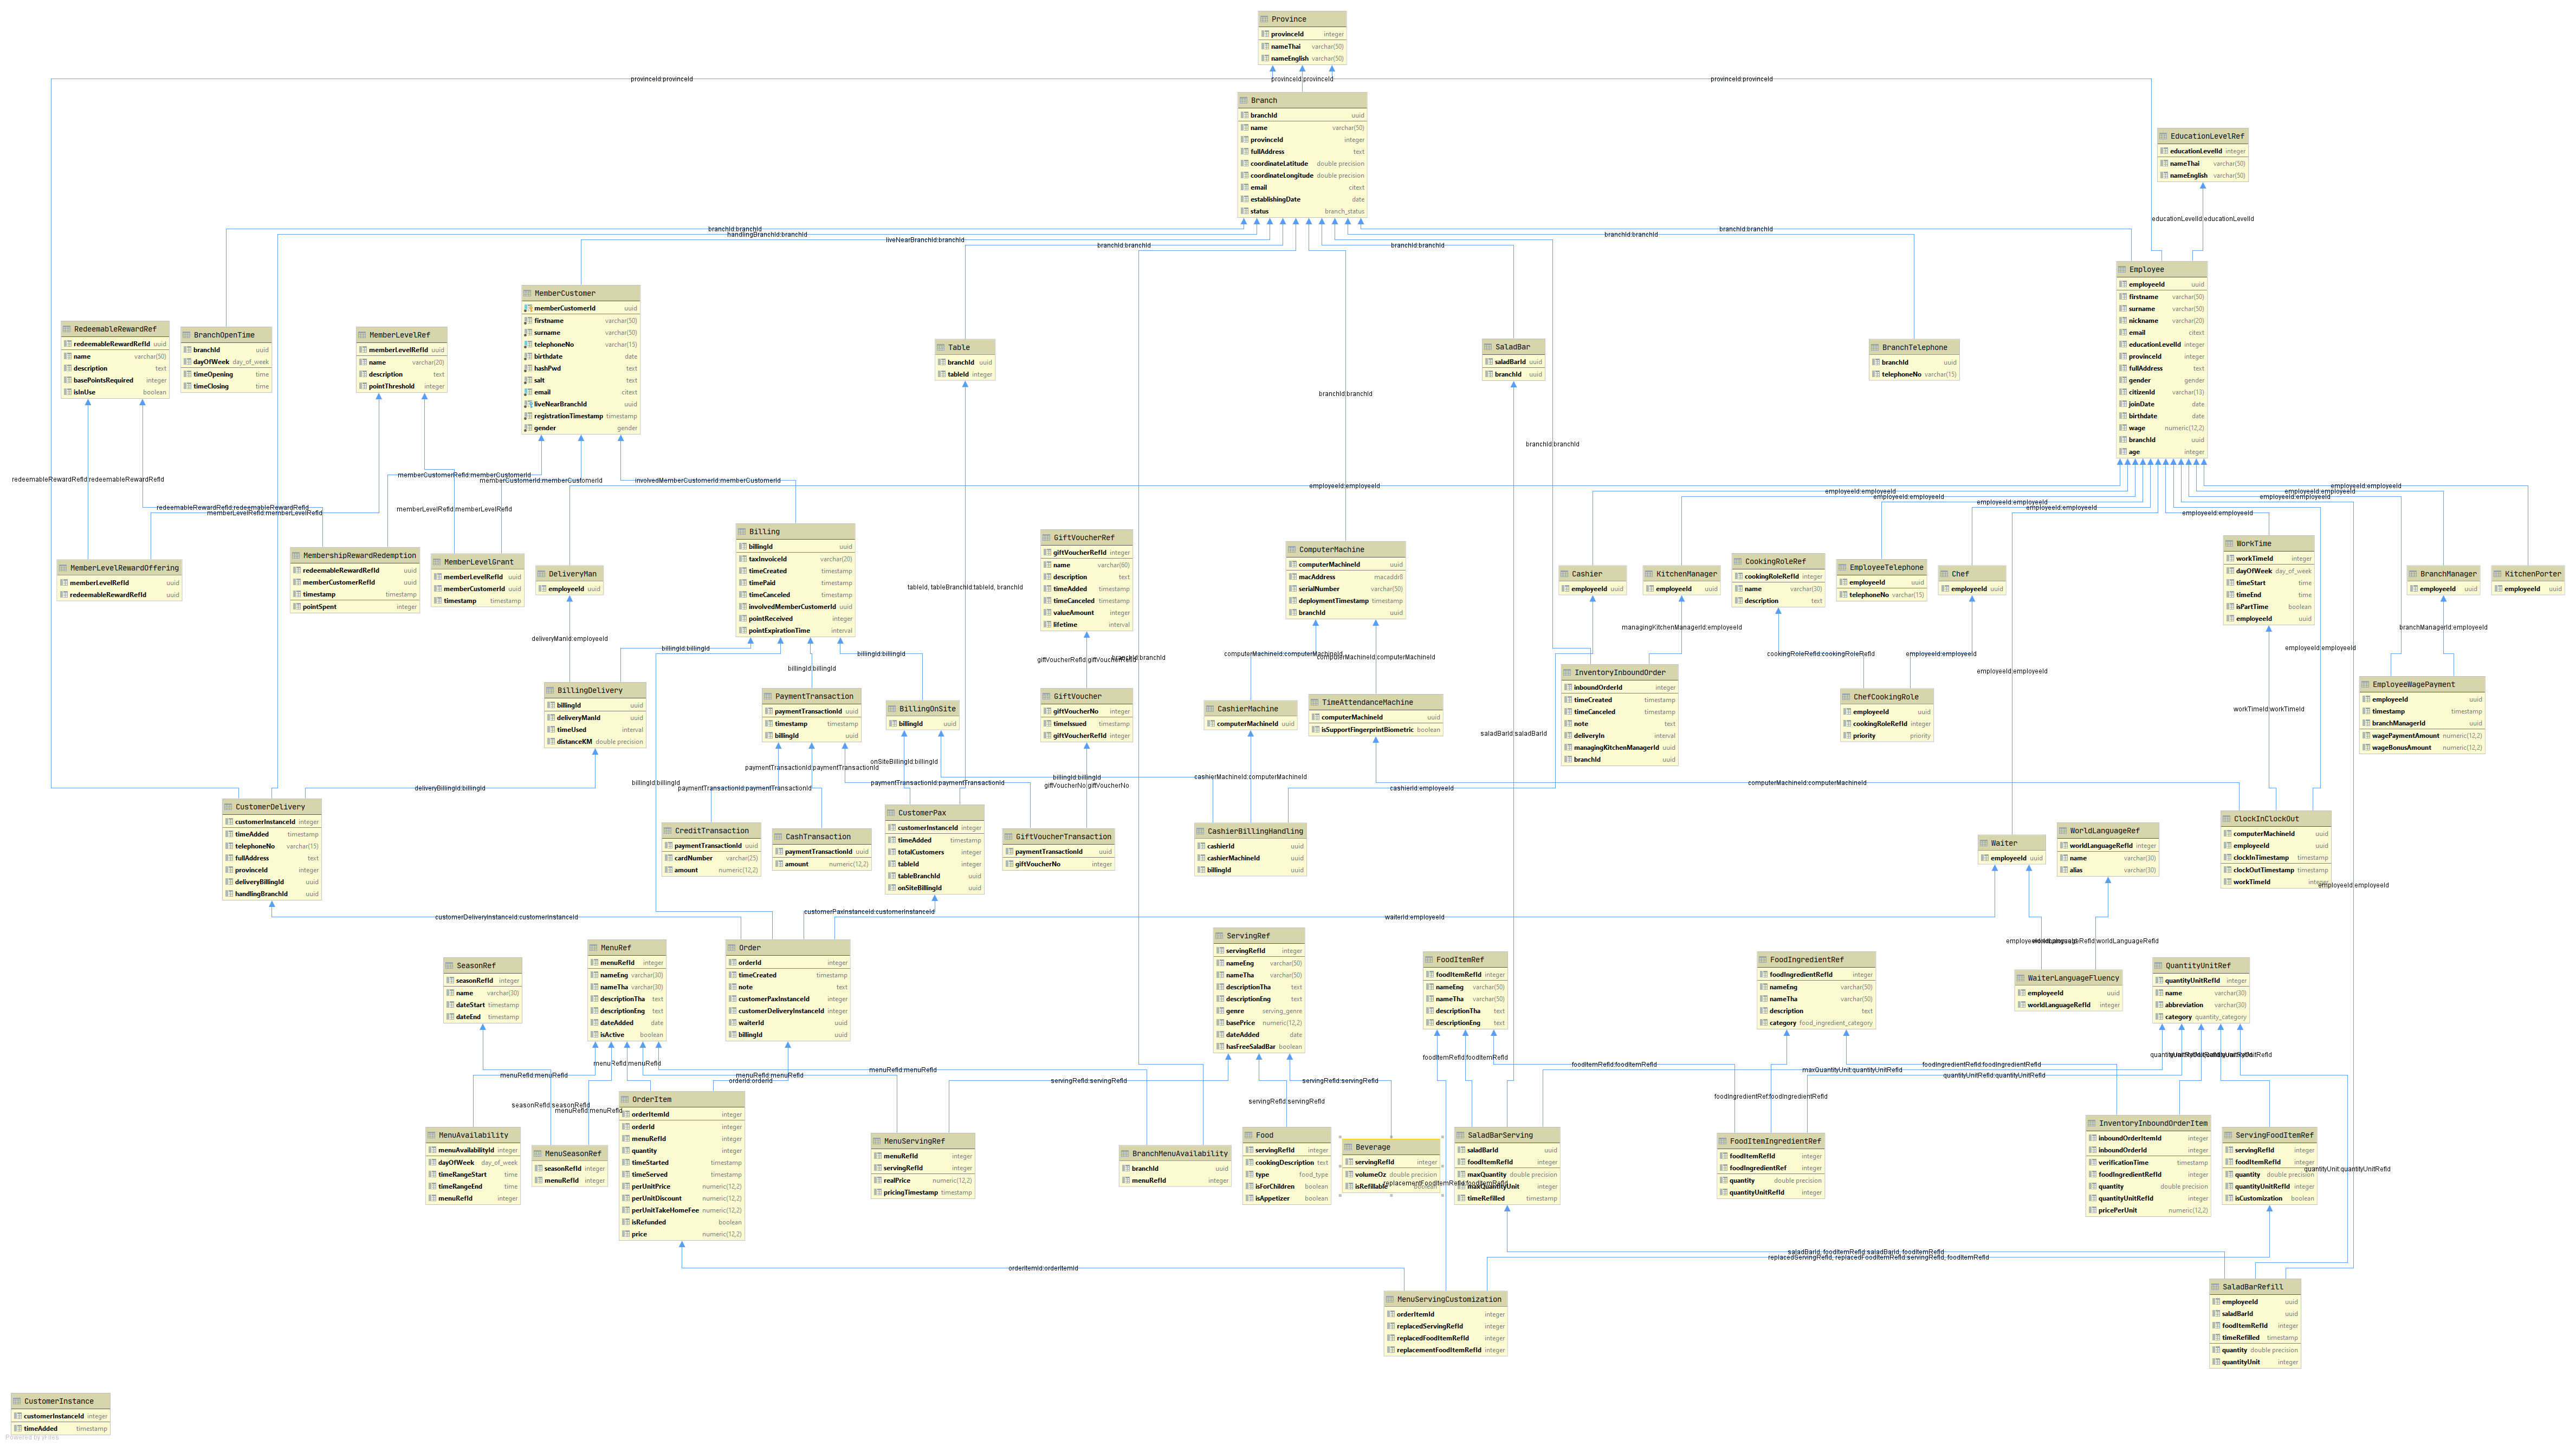 Province
provinceId integer
nameThai varchar(50)
nameEnglish varchar(50)
provinceId:provinceId
provinceId:provinceId
provinceId:provinceId
Branch
branchId uuid
name varchar(50)
provinceId integer
fullAddress text
coordinateLatitude double precision
coordinateLongitude double precision
email citext
establishingDate date
status branch_status
EducationLevelRef
educationLevelId integer
nameThai varchar(50)
nameEnglish varchar(50)
educationLevelId:educationLevelId
branchId:branchId
handlingBranchId:branchId
liveNearBranchId:branchId
branchId:branchId
branchId:branchId
branchId:branchId
branchId:branchId
Employee
employeeId uuid
firstname varchar(50)
surname varchar(50)
nickname varchar(20)
email citext
educationLevelId integer
provinceId integer
fullAddress text
gender gender
citizenId varchar(13)
joinDate date
birthdate date
wage numeric(12,2)
branchId uuid
age integer
MemberCustomer
memberCustomerId uuid
firstname varchar(50)
surname varchar(50)
telephoneNo varchar(15)
birthdate date
hashPwd text
salt text
email citext
liveNearBranchId uuid
registrationTimestamp timestamp
gender gender
RedeemableRewardRef
redeemableRewardRefId uuid
name varchar(50)
description text
basePointsRequired integer
isInUse boolean
BranchOpenTime
branchId uuid
dayOfWeek day_of_week
timeOpening time
timeClosing time
MemberLevelRef
memberLevelRefId uuid
name varchar(20)
description text
pointThreshold integer
Table
branchId uuid
tableId integer
SaladBar
saladBarId uuid
branchId uuid
BranchTelephone
branchId uuid
telephoneNo varchar(15)
branchId:branchId
branchId:branchId
redeemableRewardRefId:redeemableRewardRefId
memberCustomerRefId:memberCustomerId
memberCustomerId:memberCustomerId
involvedMemberCustomerId:memberCustomerId
employeeId:employeeId
employeeId:employeeId
employeeId:employeeId
employeeId:employeeId
employeeId:employeeId
employeeId:employeeId
employeeId:employeeId
employeeId:employeeId
employeeId:employeeId
redeemableRewardRefId:redeemableRewardRefId
memberLevelRefId:memberLevelRefId
memberLevelRefId:memberLevelRefId
MemberLevelRewardOffering
memberLevelRefId uuid
redeemableRewardRefId uuid
MembershipRewardRedemption
redeemableRewardRefId uuid
memberCustomerRefId uuid
timestamp timestamp
pointSpent integer
MemberLevelGrant
memberLevelRefId uuid
memberCustomerId uuid
timestamp timestamp
DeliveryMan
employeeId uuid
Billing
billingId uuid
taxInvoiceId varchar(20)
timeCreated timestamp
timePaid timestamp
timeCanceled timestamp
involvedMemberCustomerId uuid
pointReceived integer
pointExpirationTime interval
tableId, tableBranchId:tableId, branchId
GiftVoucherRef
giftVoucherRefId integer
name varchar(60)
description text
timeAdded timestamp
timeCanceled timestamp
valueAmount integer
lifetime interval
ComputerMachine
computerMachineId uuid
macAddress macaddr8
serialNumber varchar(50)
deploymentTimestamp timestamp
branchId uuid
Cashier
employeeId uuid
KitchenManager
employeeId uuid
CookingRoleRef
cookingRoleRefId integer
name varchar(30)
description text
EmployeeTelephone
employeeId uuid
telephoneNo varchar(15)
Chef
employeeId uuid
WorkTime
workTimeId integer
dayOfWeek day_of_week
timeStart time
timeEnd time
isPartTime boolean
employeeId uuid
BranchManager
employeeId uuid
KitchenPorter
employeeId uuid
deliveryManId:employeeId
billingId:billingId
billingId:billingId
billingId:billingId
giftVoucherRefId:giftVoucherRefId
branchId:branchId
computerMachineId:computerMachineId
computerMachineId:computerMachineId
managingKitchenManagerId:employeeId
cookingRoleRefId:cookingRoleRefId
employeeId:employeeId
employeeId:employeeId
employeeId:employeeId
branchManagerId:employeeId
BillingDelivery
billingId uuid
deliveryManId uuid
timeUsed interval
distanceKM double precision
PaymentTransaction
paymentTransactionId uuid
timestamp timestamp
billingId uuid
BillingOnSite
billingId uuid
GiftVoucher
giftVoucherNo integer
timeIssued timestamp
giftVoucherRefId integer
CashierMachine
computerMachineId uuid
TimeAttendanceMachine
computerMachineId uuid
isSupportFingerprintBiometric boolean
InventoryInboundOrder
inboundOrderId integer
timeCreated timestamp
timeCanceled timestamp
note text
deliveryIn interval
managingKitchenManagerId uuid
branchId uuid
ChefCookingRole
employeeId uuid
cookingRoleRefId integer
priority priority
EmployeeWagePayment
employeeId uuid
timestamp timestamp
branchManagerId uuid
wagePaymentAmount numeric(12,2)
wageBonusAmount numeric(12,2)
workTimeId:workTimeId
saladBarId:saladBarId
onSiteBillingId:billingId
paymentTransactionId:paymentTransactionId
billingId:billingId
paymentTransactionId:paymentTransactionId
paymentTransactionId:paymentTransactionId
billingId:billingId
giftVoucherNo:giftVoucherNo
cashierMachineId:computerMachineId
cashierId:employeeId
computerMachineId:computerMachineId
deliveryBillingId:billingId
CustomerDelivery
customerInstanceId integer
timeAdded timestamp
telephoneNo varchar(15)
fullAddress text
provinceId integer
deliveryBillingId uuid
handlingBranchId uuid
CreditTransaction
paymentTransactionId uuid
cardNumber varchar(25)
amount numeric(12,2)
CashTransaction
paymentTransactionId uuid
amount numeric(12,2)
CustomerPax
customerInstanceId integer
timeAdded timestamp
totalCustomers integer
tableId integer
tableBranchId uuid
onSiteBillingId uuid
GiftVoucherTransaction
paymentTransactionId uuid
giftVoucherNo integer
CashierBillingHandling
cashierId uuid
cashierMachineId uuid
billingId uuid
Waiter
employeeId uuid
WorldLanguageRef
worldLanguageRefId integer
name varchar(30)
alias varchar(30)
ClockInClockOut
computerMachineId uuid
employeeId uuid
clockInTimestamp timestamp
clockOutTimestamp timestamp
workTimeId integer
employeeId:employeeId
customerDeliveryInstanceId:customerInstanceId
customerPaxInstanceId:customerInstanceId
waiterId:employeeId
SeasonRef
seasonRefId integer
name varchar(30)
dateStart timestamp
dateEnd timestamp
MenuRef
menuRefId integer
nameEng varchar(30)
nameTha varchar(30)
descriptionTha text
descriptionEng text
dateAdded date
isActive boolean
Order
orderId integer
timeCreated timestamp
note text
customerPaxInstanceId integer
customerDeliveryInstanceId integer
waiterId uuid
billingId uuid
ServingRef
servingRefId integer
nameEng varchar(50)
nameTha varchar(50)
descriptionTha text
descriptionEng text
genre serving_genre
basePrice numeric(12,2)
dateAdded date
hasFreeSaladBar boolean
FoodItemRef
foodItemRefId integer
nameEng varchar(50)
nameTha varchar(50)
descriptionTha text
descriptionEng text
FoodIngredientRef
foodIngredientRefId integer
nameEng varchar(50)
nameTha varchar(50)
description text
category food_ingredient_category
WaiterLanguageFluency
employeeId uuid
worldLanguageRefId integer
QuantityUnitRef
quantityUnitRefId integer
name varchar(30)
abbreviation varchar(30)
category quantity_category
menuRefId:menuRefId
menuRefId:menuRefId
menuRefId:menuRefId
menuRefId:menuRefId
orderId:orderId
servingRefId:servingRefId
servingRefId:servingRefId
servingRefId:servingRefId
foodItemRefId:foodItemRefId
foodItemRefId:foodItemRefId
maxQuantityUnit:quantityUnitRefId
foodIngredientRefId:foodIngredientRefId
quantityUnitRefId:quantityUnitRefId
foodIngredientRef:foodIngredientRefId
seasonRefId:seasonRefId
menuRefId:menuRefId
OrderItem
orderItemId integer
orderId integer
menuRefId integer
quantity integer
timeStarted timestamp
timeServed timestamp
perUnitPrice numeric(12,2)
perUnitDiscount numeric(12,2)
perUnitTakeHomeFee numeric(12,2)
isRefunded boolean
price numeric(12,2)
MenuAvailability
menuAvailabilityId integer
dayOfWeek day_of_week
timeRangeStart time
timeRangeEnd time
menuRefId integer
MenuSeasonRef
seasonRefId integer
menuRefId integer
MenuServingRef
menuRefId integer
servingRefId integer
realPrice numeric(12,2)
pricingTimestamp timestamp
BranchMenuAvailability
branchId uuid
menuRefId integer
Food
servingRefId integer
cookingDescription text
type food_type
isForChildren boolean
isAppetizer boolean
Beverage
servingRefId integer
volumeOz double precision
isRefillable boolean
replacementFoodItemRefId:foodItemRefId
SaladBarServing
saladBarId uuid
foodItemRefId integer
maxQuantity double precision
maxQuantityUnit integer
timeRefilled timestamp
FoodItemIngredientRef
foodItemRefId integer
foodIngredientRef integer
quantity double precision
quantityUnitRefId integer
InventoryInboundOrderItem
inboundOrderItemId integer
inboundOrderId integer
verificationTime timestamp
foodIngredientRefId integer
quantity double precision
quantityUnitRefId integer
pricePerUnit numeric(12,2)
ServingFoodItemRef
servingRefId integer
foodItemRefId integer
quantity double precision
quantityUnitRefId integer
isCustomization boolean
quantityUnit:quantityUnitRefId
saladBarId, foodItemRefId:saladBarId, foodItemRefId
replacedServingRefId, replacedFoodItemRefId:servingRefId, foodItemRefId
orderItemId:orderItemId
MenuServingCustomization
orderItemId integer
replacedServingRefId integer
replacedFoodItemRefId integer
replacementFoodItemRefId integer
SaladBarRefill
employeeId uuid
saladBarId uuid
foodItemRefId integer
timeRefilled timestamp
quantity double precision
quantityUnit integer
CustomerInstance
customerInstanceId integer
timeAdded timestamp
Powered by yFiles